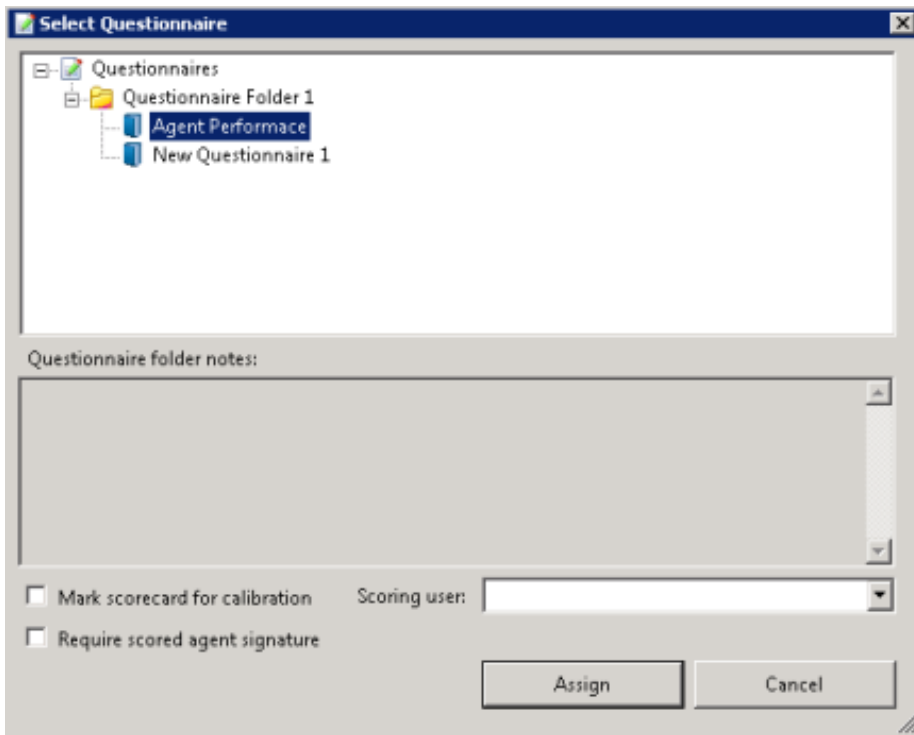 Select Questionnaire
Questionnaires
Questionnaire Folder 1
Agent Performace
New Questionnaire 1
Questionnaire folder notes:
Mark scorecard for calibration Scoring user:
Require scored agent signature
Assign Cancel